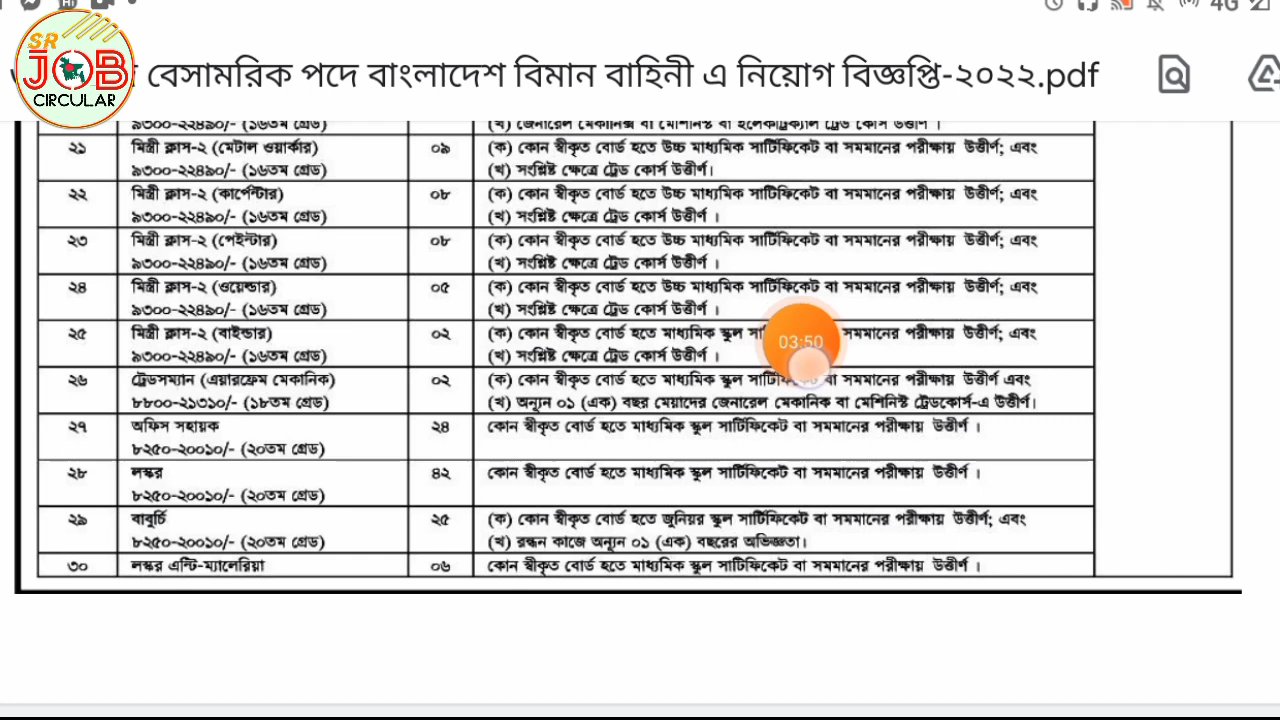 4G
SR
JOB
CIRCULAR
বেসামরিক পদে বাংলাদেশ বিমান বাহিনী এ নিয়োগ বিজ্ঞপ্তি-২০২২.pdf
৯৩০০-২২৪৯০/- (১৬তম গ্রেড) (খ) জেনারেল মেকানিক্স বা মেশিনিস্ট বা ইলেকট্রিক্যাল ট্রেড কোর্স উত্তীর্ণ ।
২১ মিস্ত্রী ক্লাস-২ (মেটাল ওয়ার্কার) ০৯ (ক) কোন স্বীকৃত বোর্ড হতে উচ্চ মাধ্যমিক সার্টিফিকেট বা সমমানের পরীক্ষায় উত্তীর্ণ; এবং
৯৩০০-২২৪৯০/- (১৬তম গ্রেড) (খ) সংশ্লিষ্ট ক্ষেত্রে ট্রেড কোর্স উত্তীর্ণ।
২২ মিস্ত্রী ক্লাস-২ (কার্পেন্টার) ০৮ (ক) কোন স্বীকৃত বোর্ড হতে উচ্চ মাধ্যমিক সার্টিফিকেট বা সমমানের পরীক্ষায় উত্তীর্ণ; এবং
৯৩০০-২২৪৯০/- (১৬তম গ্রেড) (খ) সংশ্লিষ্ট ক্ষেত্রে ট্রেড কোর্স উত্তীর্ণ ।
২৩ মিস্ত্রী ক্লাস-২ (পেইন্টার) ০৮ (ক) কোন স্বীকৃত বোর্ড হতে উচ্চ মাধ্যমিক সার্টিফিকেট বা সমমানের পরীক্ষায় উত্তীর্ণ; এবং
৯৩০০-২২৪৯০/- (১৬তম গ্রেড) (খ) সংশ্লিষ্ট ক্ষেত্রে ট্রেড কোর্স উত্তীর্ণ ।
২৪ মিস্ত্রী ক্লাস-২ (ওয়েল্ডার) ০৫ (ক) কোন স্বীকৃত বোর্ড হতে উচ্চ মাধ্যমিক সার্টিফিকেট বা সমমানের পরীক্ষায় উত্তীর্ণ; এবং
৯৩০০-২২৪৯০/- (১৬তম গ্রেড) (খ) সংশ্লিষ্ট ক্ষেত্রে ট্রেড কোর্স উত্তীর্ণ ।
২৫ মিস্ত্রী ক্লাস-২ (বাইন্ডার) ০২ (ক) কোন স্বীকৃত বোর্ড হতে মাধ্যমিক স্কুল সমমানের পরীক্ষায় উত্তীর্ণ; এবং
03:50
৯৩০০-২২৪৯০/- (১৬তম গ্রেড) (খ) সংশ্লিষ্ট ক্ষেত্রে ট্রেড কোর্স উত্তীর্ণ ।
২৬ ট্রেডসম্যান (এয়ারফ্রেম মেকানিক) ০২ (ক) কোন স্বীকৃত বোর্ড হতে মাধ্যমিক স্কুল সার্টিফিকেট বা সমমানের পরীক্ষায় উত্তীর্ণ এবং
৮৮০০-২১৩১০/- (১৮তম গ্রেড) (খ) অন্যূন ০১ (এক) বছর মেয়াদের জেনারেল মেকানিক বা মেশিনিস্ট ট্রেডকোর্স-এ উত্তীর্ণ।
২৭ অফিস সহায়ক ২৪ কোন স্বীকৃত বোর্ড হতে মাধ্যমিক স্কুল সার্টিফিকেট বা সমমানের পরীক্ষায় উত্তীর্ণ ।
৮২৫০-২০০১০/- (২০তম গ্রেড)
২৮ লস্কর ৪২ কোন স্বীকৃত বোর্ড হতে মাধ্যমিক স্কুল সার্টিফিকেট বা সমমানের পরীক্ষায় উত্তীর্ণ ।
৮২৫০-২০০১০/- (২০তম গ্রেড)
২৯ বাবুর্চি ২৫ (ক) কোন স্বীকৃত বোর্ড হতে জুনিয়র স্কুল সার্টিফিকেট বা সমমানের পরীক্ষায় উত্তীর্ণ; এবং
৮২৫০-২০০১০/- (২০তম গ্রেড) (খ) রন্ধন কাজে অন্যূন ০১ (এক) বছরের অভিজ্ঞতা।
৩০ লস্কর এন্টি-ম্যালেরিয়া ০৬ কোন স্বীকৃত বোর্ড হতে মাধ্যমিক স্কুল সার্টিফিকেট বা সমমানের পরীক্ষায় উত্তীর্ণ ।